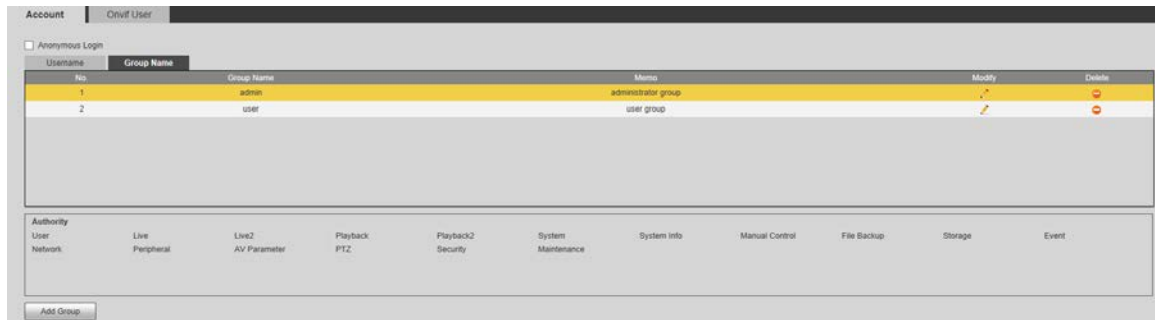 Account Onvif User
Anonymous Login
Username Group Name
No. Group Name Memo Modify Delete
1 admin administrator group
2 user user group
Authority
User Live Live2 Playback Playback2 System System Info Manual Control File Backup Storage Event
Network Peripheral AV Parameter PTZ Security Maintenance
Add Group